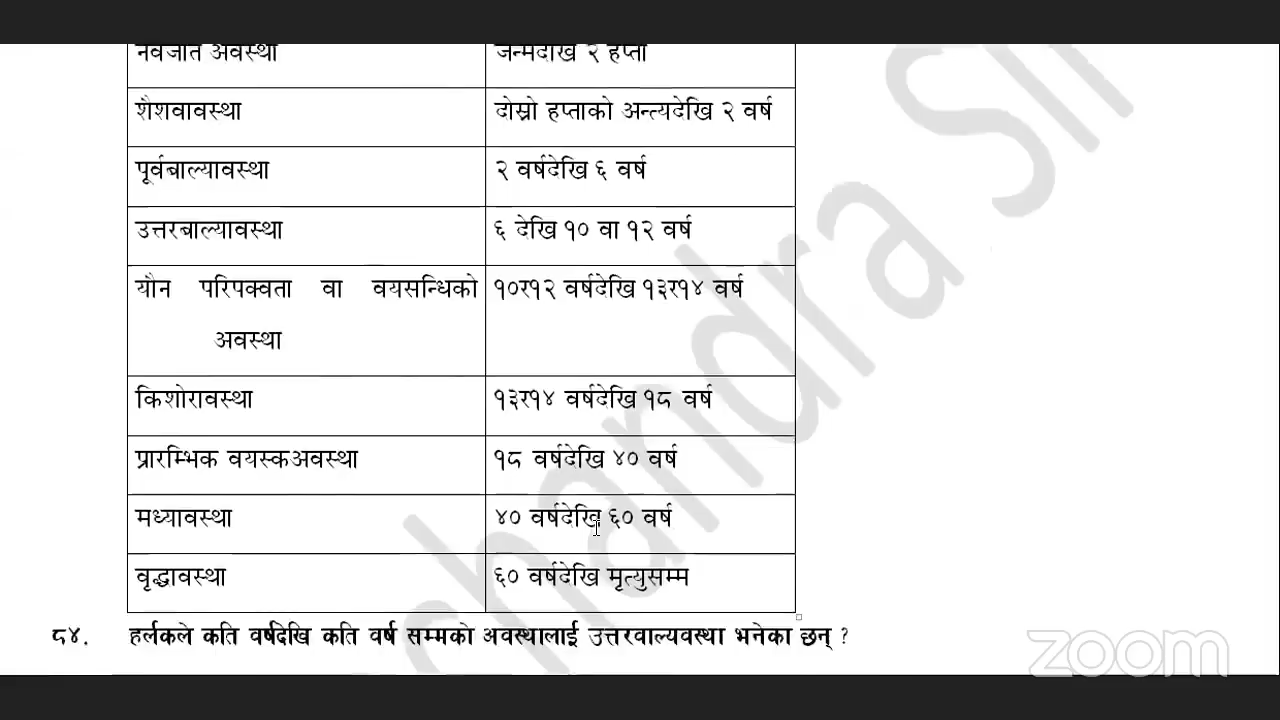 नवजात अवस्था जन्मदेखि २ हप्ता
शैशवावस्था दोस्रो हप्ताको अन्त्यदेखि २ वर्ष
पूर्वबाल्यावस्था २ वर्षदेखि ६ वर्ष
उत्तरबाल्यावस्था ६ देखि १० वा १२ वर्ष
यौन परिपक्वता वा वयसन्धिको १०र१२ वर्षदेखि १३र१४ वर्ष
अवस्था
किशोरावस्था १३र१४ वर्षदेखि १८ वर्ष
प्रारम्भिक वयस्कअवस्था १८ वर्षदेखि ४० वर्ष
मध्यावस्था ४० वर्षदेखि ६० वर्ष
वृद्धावस्था ६० वर्षदेखि मृत्युसम्म
८४. हर्लकले कति वर्षदेखि कति वर्ष सम्मको अवस्थालाई उत्तरवाल्यवस्था भनेका छन् ?
zoom